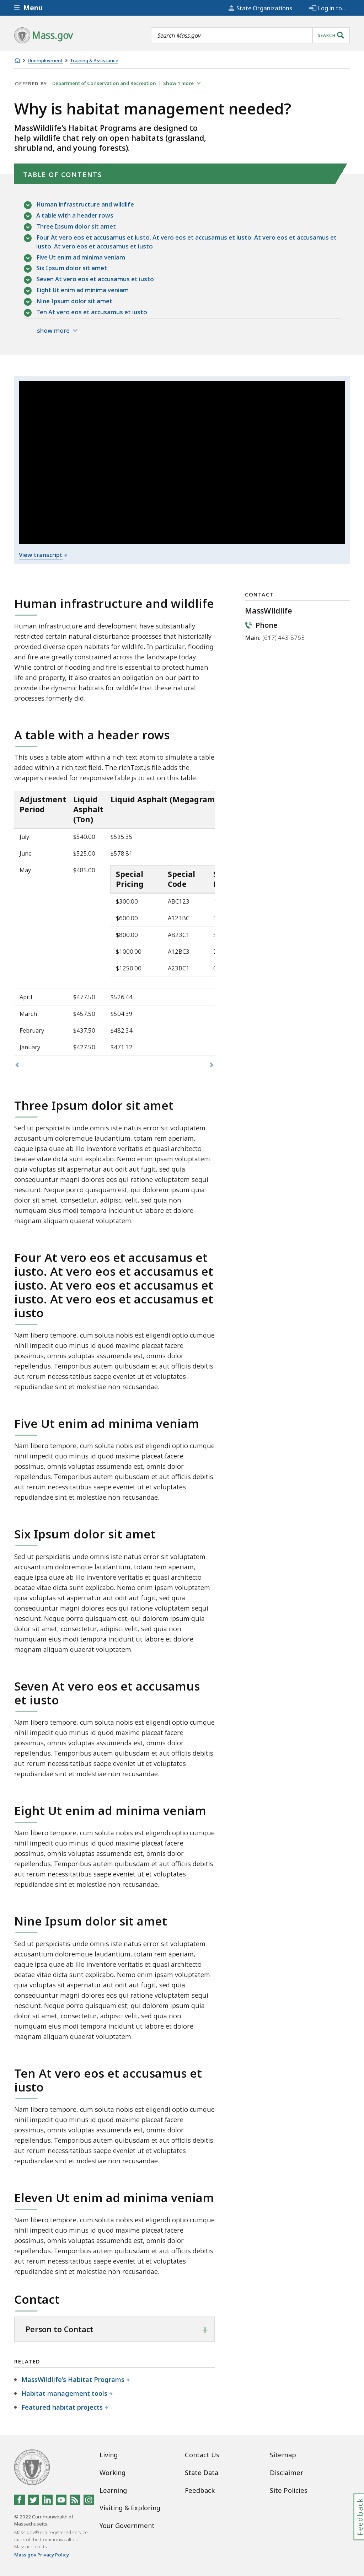 Menu
State Organizations
Log in to...
Mass.gov
Search Mass.gov
SEARCH
Unemployment
Training & Assistance
OFFERED BY Department of Conservation and Recreation Show 1 more
Why is habitat management needed?
MassWildlife's Habitat Programs are designed to
help wildlife that rely on open habitats (grassland,
shrubland, and young forests).
TABLE OF CONTENTS
Human infrastructure and wildlife
A table with a header rows
Three Ipsum dolor sit amet
Four At vero eos et accusamus et iusto. At vero eos et accusamus et iusto. At vero eos et accusamus et
iusto. At vero eos et accusamus et iusto
Five Ut enim ad minima veniam
Six Ipsum dolor sit amet
Seven At vero eos et accusamus et iusto
Eight Ut enim ad minima veniam
Nine Ipsum dolor sit amet
Ten At vero eos et accusamus et iusto
show more
View transcript +
Human infrastructure and wildlife
Human infrastructure and development have substantially
restricted certain natural disturbance processes that historically
provided diverse habitats for wildlife. In particular, flooding
and fire are greatly constrained across the landscape today.
While control of flooding and fire is essential to protect human
life and property, it also creates an obligation on our part to
provide the dynamic habitats for wildlife that these natural
processes formerly did.
CONTACT
MassWildlife
Phone
Main: (617) 443-8765
A table with a header rows
This uses a table atom within a rich text atom to simulate a table
added within a rich text field. The richText.js file adds the
wrappers needed for responsiveTable.js to act on this table.
Adjustment Period Liquid Asphalt (Ton) Liquid Asphalt (Megagram
July $540.00 $595.35
June $525.00 $578.81
May $485.00
Special Pricing Special Code
$300.00 ABC123
$600.00 A123BC
$800.00 AB23C1
$1000.00 A12BC3
$1250.00 A23BC1
April $477.50 $526.44
March $457.50 $504.39
February $437.50 $482.34
January $427.50 $471.32
Three Ipsum dolor sit amet
Sed ut perspiciatis unde omnis iste natus error sit voluptatem
accusantium doloremque laudantium, totam rem aperiam,
eaque ipsa quae ab illo inventore veritatis et quasi architecto
beatae vitae dicta sunt explicabo. Nemo enim ipsam voluptatem
quia voluptas sit aspernatur aut odit aut fugit, sed quia
consequuntur magni dolores eos qui ratione voluptatem sequi
nesciunt. Neque porro quisquam est, qui dolorem ipsum quia
dolor sit amet, consectetur, adipisci velit, sed quia non
numquam eius modi tempora incidunt ut labore et dolore
magnam aliquam quaerat voluptatem.
Four At vero eos et accusamus et
iusto. At vero eos et accusamus et
iusto. At vero eos et accusamus et
iusto. At vero eos et accusamus et
iusto
Nam libero tempore, cum soluta nobis est eligendi optio cumque
nihil impedit quo minus id quod maxime placeat facere
possimus, omnis voluptas assumenda est, omnis dolor
repellendus. Temporibus autem quibusdam et aut officiis debitis
aut rerum necessitatibus saepe eveniet ut et voluptates
repudiandae sint et molestiae non recusandae.
Five Ut enim ad minima veniam
Nam libero tempore, cum soluta nobis est eligendi optio cumque
nihil impedit quo minus id quod maxime placeat facere
possimus, omnis voluptas assumenda est, omnis dolor
repellendus. Temporibus autem quibusdam et aut officiis debitis
aut rerum necessitatibus saepe eveniet ut et voluptates
repudiandae sint et molestiae non recusandae.
Six Ipsum dolor sit amet
Sed ut perspiciatis unde omnis iste natus error sit voluptatem
accusantium doloremque laudantium, totam rem aperiam,
eaque ipsa quae ab illo inventore veritatis et quasi architecto
beatae vitae dicta sunt explicabo. Nemo enim ipsam voluptatem
quia voluptas sit aspernatur aut odit aut fugit, sed quia
consequuntur magni dolores eos qui ratione voluptatem sequi
nesciunt. Neque porro quisquam est, qui dolorem ipsum quia
dolor sit amet, consectetur, adipisci velit, sed quia non
numquam eius modi tempora incidunt ut labore et dolore
magnam aliquam quaerat voluptatem.
Seven At vero eos et accusamus
et iusto
Nam libero tempore, cum soluta nobis est eligendi optio cumque
nihil impedit quo minus id quod maxime placeat facere
possimus, omnis voluptas assumenda est, omnis dolor
repellendus. Temporibus autem quibusdam et aut officiis debitis
aut rerum necessitatibus saepe eveniet ut et voluptates
repudiandae sint et molestiae non recusandae.
Eight Ut enim ad minima veniam
Nam libero tempore, cum soluta nobis est eligendi optio cumque
nihil impedit quo minus id quod maxime placeat facere
possimus, omnis voluptas assumenda est, omnis dolor
repellendus. Temporibus autem quibusdam et aut officiis debitis
aut rerum necessitatibus saepe eveniet ut et voluptates
repudiandae sint et molestiae non recusandae.
Nine Ipsum dolor sit amet
Sed ut perspiciatis unde omnis iste natus error sit voluptatem
accusantium doloremque laudantium, totam rem aperiam,
eaque ipsa quae ab illo inventore veritatis et quasi architecto
beatae vitae dicta sunt explicabo. Nemo enim ipsam voluptatem
quia voluptas sit aspernatur aut odit aut fugit, sed quia
consequuntur magni dolores eos qui ratione voluptatem sequi
nesciunt. Neque porro quisquam est, qui dolorem ipsum quia
dolor sit amet, consectetur, adipisci velit, sed quia non
numquam eius modi tempora incidunt ut labore et dolore
magnam aliquam quaerat voluptatem.
Ten At vero eos et accusamus et
iusto
Nam libero tempore, cum soluta nobis est eligendi optio cumque
nihil impedit quo minus id quod maxime placeat facere
possimus, omnis voluptas assumenda est, omnis dolor
repellendus. Temporibus autem quibusdam et aut officiis debitis
aut rerum necessitatibus saepe eveniet ut et voluptates
repudiandae sint et molestiae non recusandae.
Eleven Ut enim ad minima veniam
Nam libero tempore, cum soluta nobis est eligendi optio cumque
nihil impedit quo minus id quod maxime placeat facere
possimus, omnis voluptas assumenda est, omnis dolor
repellendus. Temporibus autem quibusdam et aut officiis debitis
aut rerum necessitatibus saepe eveniet ut et voluptates
repudiandae sint et molestiae non recusandae.
Contact
Person to Contact +
RELATED
MassWildlife's Habitat Programs +
Habitat management tools +
Featured habitat projects +
© 2022 Commonwealth of
Massachusetts.
Mass.gov® is a registered service
mark of the Commonwealth of
Massachusetts.
Mass.gov Privacy Policy
Living
Working
Learning
Visiting & Exploring
Your Government
Contact Us
State Data
Feedback
Sitemap
Disclaimer
Site Policies
Feedback